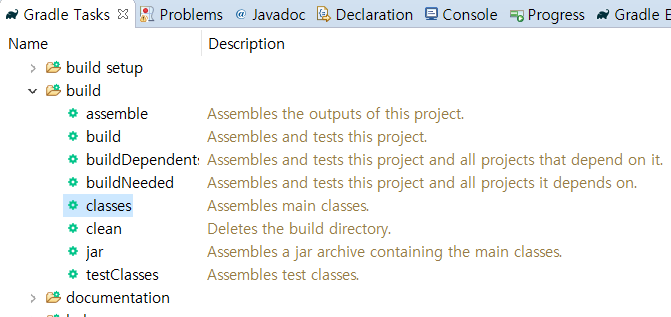 Gradle Tasks Problems @ Javadoc Declaration Console Progress Gradle E
Name Description
build setup
build
assemble Assembles the outputs of this project.
build Assembles and tests this project.
buildDependents Assembles and tests this project and all projects that depend on it.
buildNeeded Assembles and tests this project and all projects it depends on.
classes Assembles main classes.
clean Deletes the build directory.
jar Assembles a jar archive containing the main classes.
testClasses Assembles test classes.
documentation